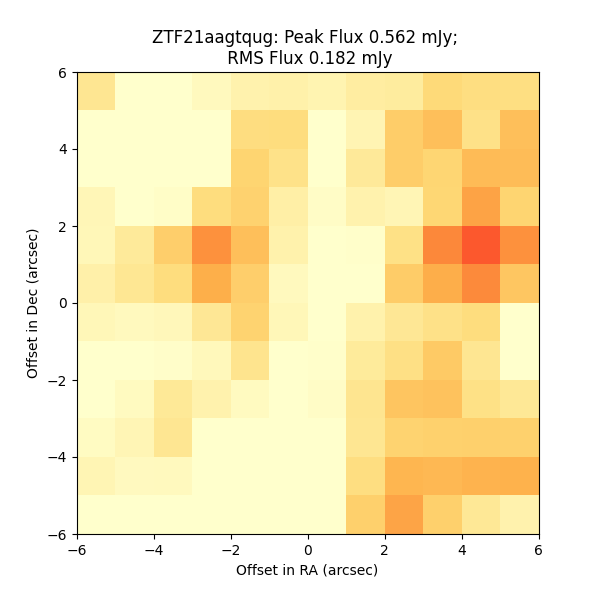 ZTF21aagtqug: Peak Flux 0.562 mJy;
RMS Flux 0.182 mJy
6
4
2
0
−2
−4
−6
Offset in Dec (arcsec)
−6 −4 −2 0 2 4 6
Offset in RA (arcsec)